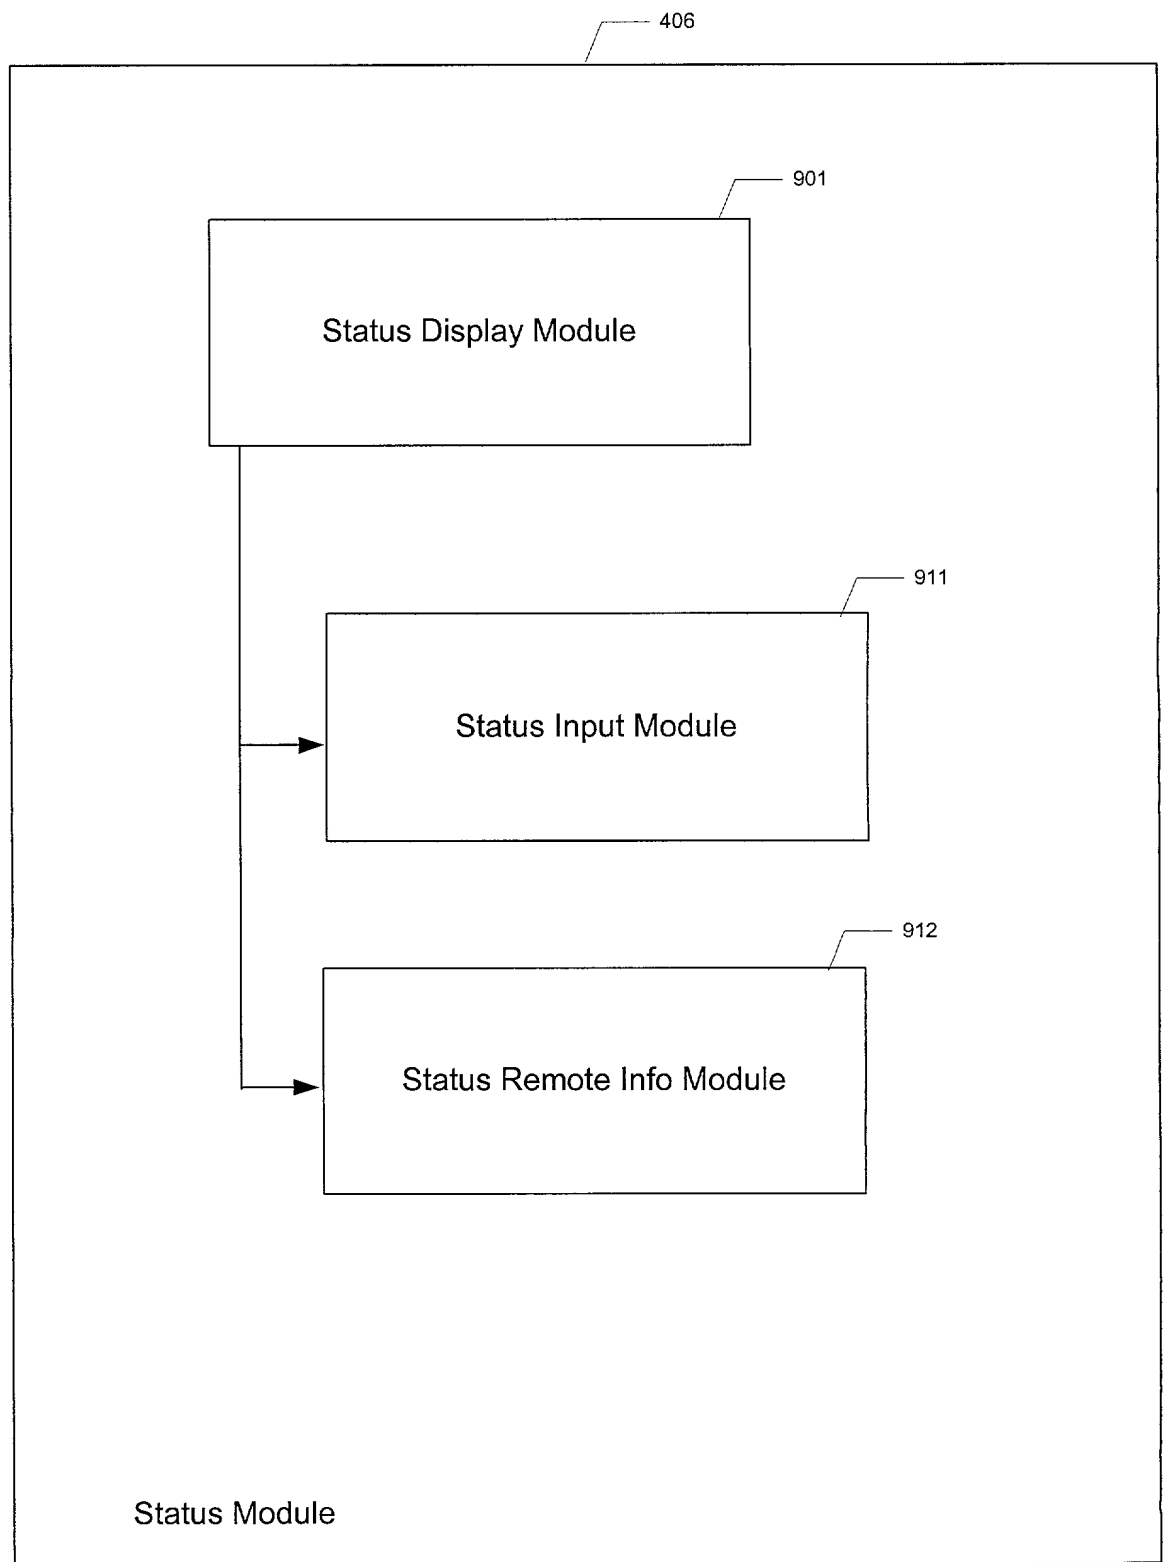 406
901
Status Display Module
911
Status Input Module
912
Status Remote Info Module
Status Module